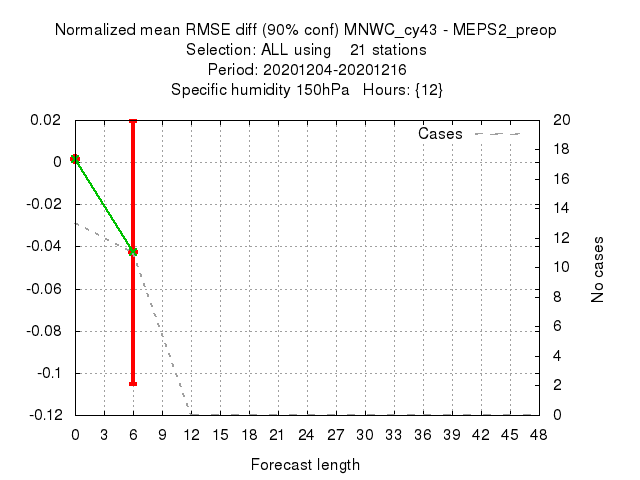 Normalized mean RMSE diff (90% conf) MNWC_cy43 - MEPS2_preop
Selection: ALL using    21 stations
Period: 20201204-20201216
Specific humidity 150hPa   Hours: {12}
Cases
0.02
0
-0.02
-0.04
-0.06
-0.08
-0.1
-0.12
20
18
16
14
12
10
8
6
4
2
0
No cases
0 3 6 9 12 15 18 21 24 27 30 33 36 39 42 45 48
Forecast length